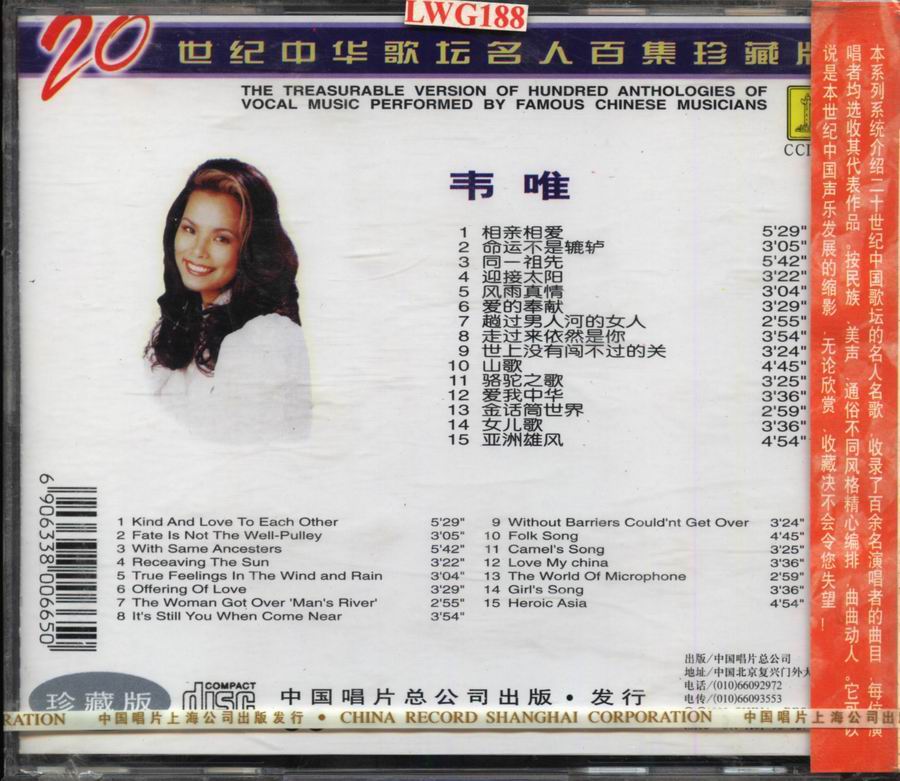 LWG188
20
世纪中华歌坛名人百集珍藏版
THE TREASURABLE VERSION OF HUNDRED ANTHOLOGIES OF
VOCAL MUSIC PERFORMED BY FAMOUS CHINESE MUSICIANS
韦唯
1 相亲相爱 5'29"
2 命运不是辘轳 3'05"
3 同一祖先 5'42"
4 迎接太阳 3'22"
5 风雨真情 3'04"
6 爱的奉献 3'29"
7 趟过男人河的女人 2'55"
8 走过来依然是你 3'54"
9 世上没有闯不过的关 3'24"
10 山歌 4'45"
11 骆驼之歌 3'25"
12 爱我中华 3'36"
13 金话筒世界 2'59"
14 女儿歌 3'36"
15 亚洲雄风 4'54"
1 Kind And Love To Each Other 5'29"
2 Fate Is Not The Well-Pulley 3'05"
3 With Same Ancesters 5'42"
4 Receaving The Sun 3'22"
5 True Feelings In The Wind and Rain 3'04"
6 Offering Of Love 3'29"
7 The Woman Got Over 'Man's River' 2'55"
8 It's Still You When Come Near 3'54"
9 Without Barriers Could'nt Get Over 3'24"
10 Folk Song 4'45"
11 Camel's Song 3'25"
12 Love My china 3'36"
13 The World Of Microphone 2'59"
14 Girl's Song 3'36"
15 Heroic Asia 4'54"
6 906338 006650
珍藏版
COMPACT
disc
中国唱片总公司出版·发行
出版/中国唱片总公司
地址/中国北京复兴门外大
电话/(010)66092972
电传/(010)66093553
RATION 中国唱片上海公司出版发行 • CHINA RECORD SHANGHAI CORPORATION 中国唱片上海公司出
本系列系统介绍二十世纪中国歌坛的名人名歌、收录了百余名演唱者的曲目、每位演
唱者均选收其代表作品。按民族、美声、通俗不同风格精心编排、曲曲动人。它可以
说是本世纪中国声乐发展的缩影、无论欣赏、收藏决不会令您失望！